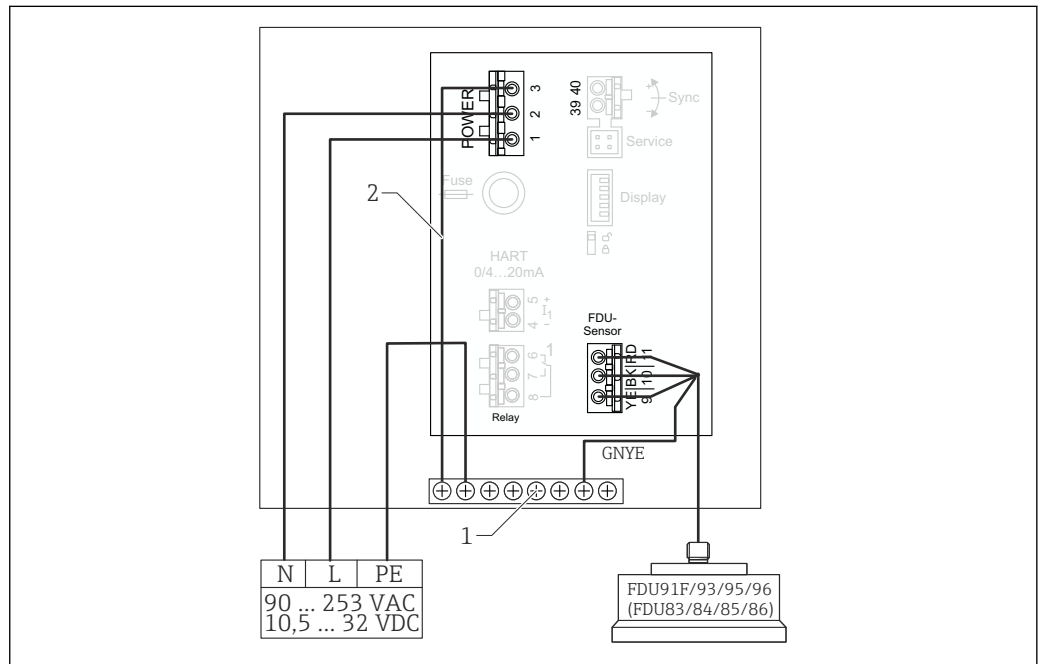 POWER
3
2
1
39 40
+
-
Sync
Service
Fuse
Display
2
HART
0/4...20mA
5 +
I1
4 -
1
6
7
8
Relay
FDU-
Sensor
YE|BK|RD
9 |10| 11
GNYE
1
N L PE
90 ... 253 VAC
10,5 ... 32 VDC
FDU91F/93/95/96
(FDU83/84/85/86)